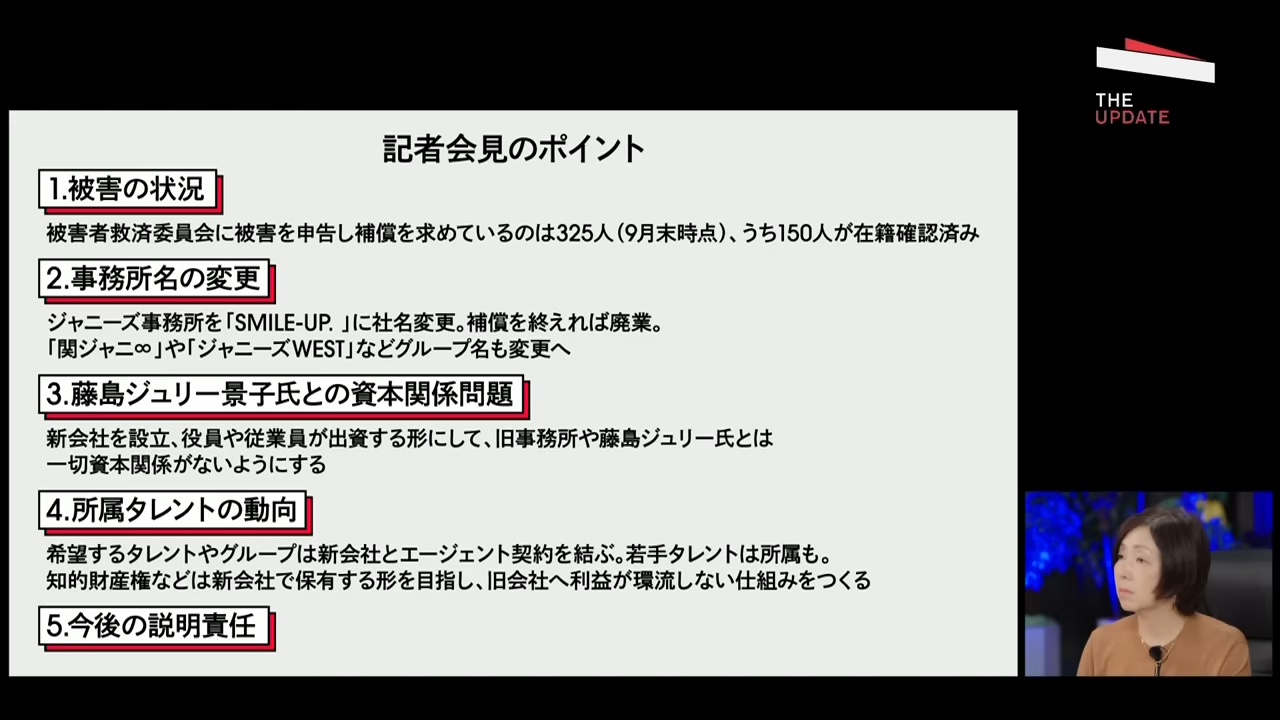 THE
UPDATE
記者会見のポイント
1.被害の状況
被害者救済委員会に被害を申告し補償を求めているのは325人(9月末時点)、うち150人が在籍確認済み
2.事務所名の変更
ジャニーズ事務所を「SMILE-UP. 」に社名変更。補償を終えれば廃業。
「関ジャニ∞」や「ジャニーズWEST」などグループ名も変更へ
3.藤島ジュリー景子氏との資本関係問題
新会社を設立、役員や従業員が出資する形にして、旧事務所や藤島ジュリー氏とは
一切資本関係がないようにする
4.所属タレントの動向
希望するタレントやグループは新会社とエージェント契約を結ぶ。若手タレントは所属も。
知的財産権などは新会社で保有する形を目指し、旧会社へ利益が環流しない仕組みをつくる
5.今後の説明責任